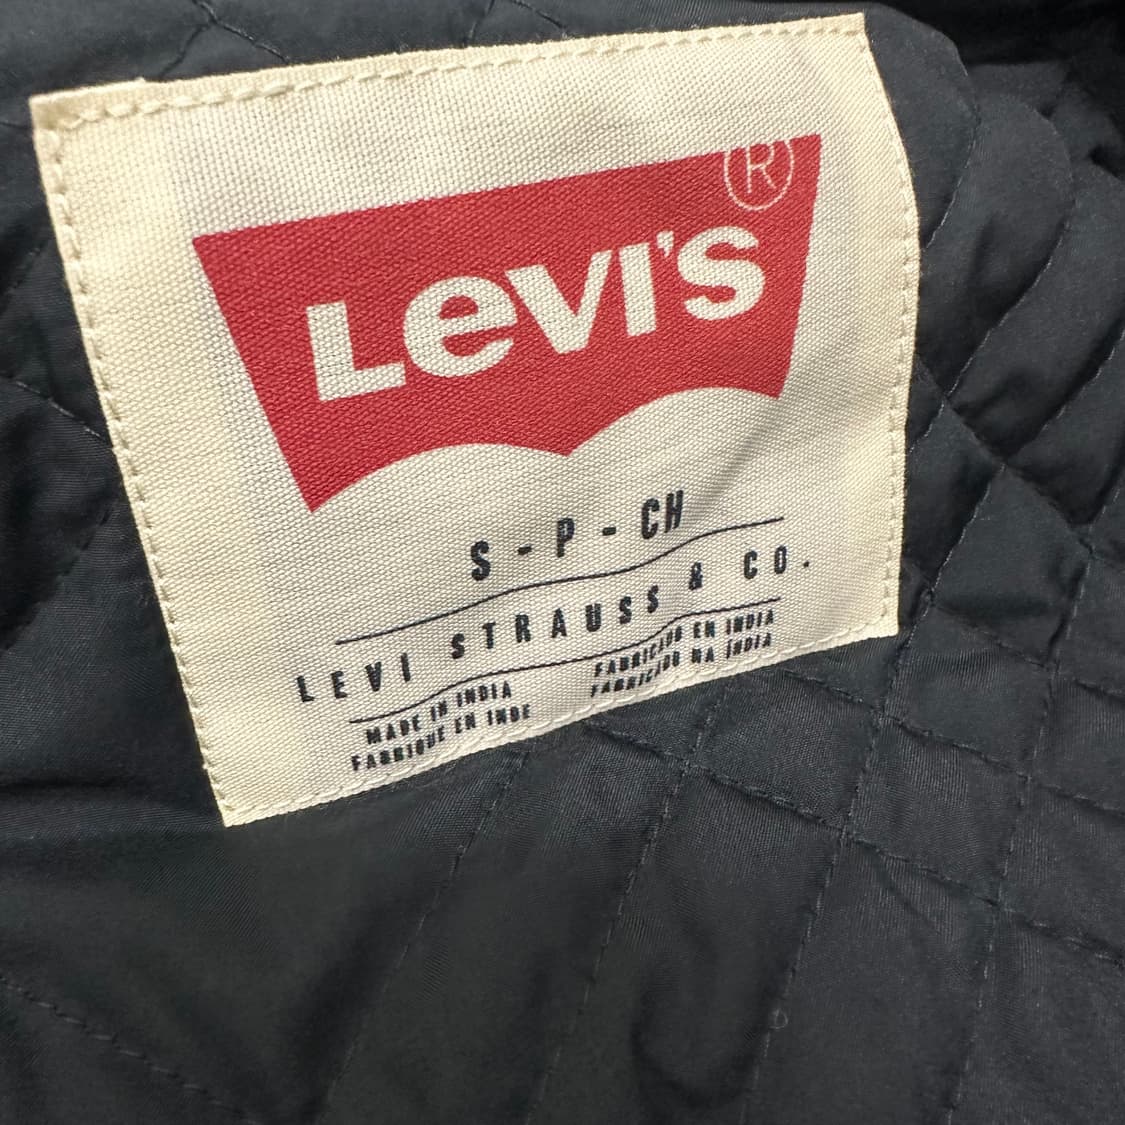 Levi's®
S - P - CH
LEVI STRAUSS & CO.
MADE IN INDIA
FABRIQUE EN INDE
FABRICADO EN INDIA
FABRICADO NA ÍNDIA